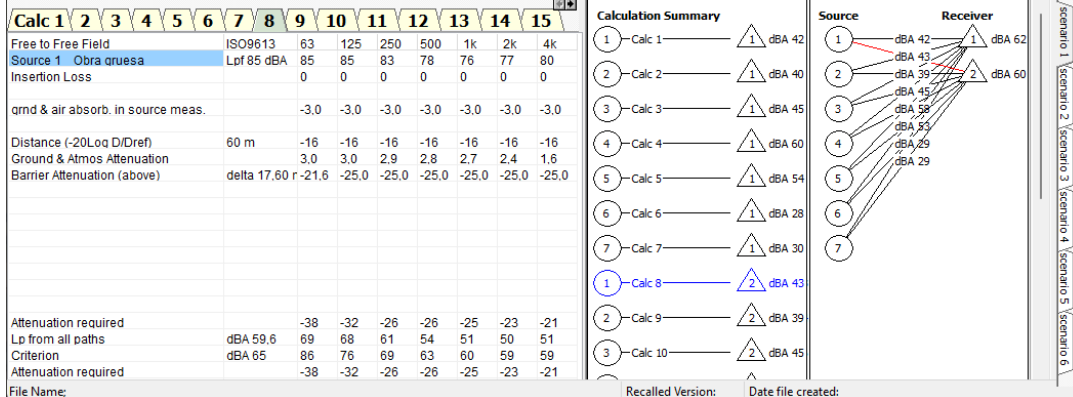 Calc 1 2 3 4 5 6 7 8 9 10 11 12 13 14 15
Free to Free Field ISO9613 63 125 250 500 1k 2k 4k
Source 1 Obra gruesa Lpf 85 dBA 85 85 83 78 76 77 80
Insertion Loss 0 0 0 0 0 0 0
grnd & air absorb. in source meas. -3,0 -3,0 -3,0 -3,0 -3,0 -3,0 -3,0
Distance (-20Log D/Dref) 60 m -16 -16 -16 -16 -16 -16 -16
Ground & Atmos Attenuation 3,0 3,0 2,9 2,8 2,7 2,4 1,6
Barrier Attenuation (above) delta 17,60 r -21,6 -25,0 -25,0 -25,0 -25,0 -25,0 -25,0
Attenuation required -38 -32 -26 -26 -25 -23 -21
Lp from all paths dBA 59,6 69 68 61 54 51 50 51
Criterion dBA 65 86 76 69 63 60 59 59
Attenuation required -38 -32 -26 -26 -25 -23 -21
Calculation Summary
1 Calc 1 1 dBA 42
2 Calc 2 1 dBA 40
3 Calc 3 1 dBA 45
4 Calc 4 1 dBA 60
5 Calc 5 1 dBA 54
6 Calc 6 1 dBA 28
7 Calc 7 1 dBA 30
1 Calc 8 2 dBA 43
2 Calc 9 2 dBA 39
3 Calc 10 2 dBA 45
Source Receiver
1 dBA 42 1 dBA 62
dBA 43
2 dBA 39 2 dBA 60
dBA 45
3 dBA 58
dBA 53
4 dBA 29
dBA 29
5
6
7
scenario 1
scenario 2
scenario 3
scenario 4
scenario 5
scenario 6
File Name: Recalled Version: Date file created: